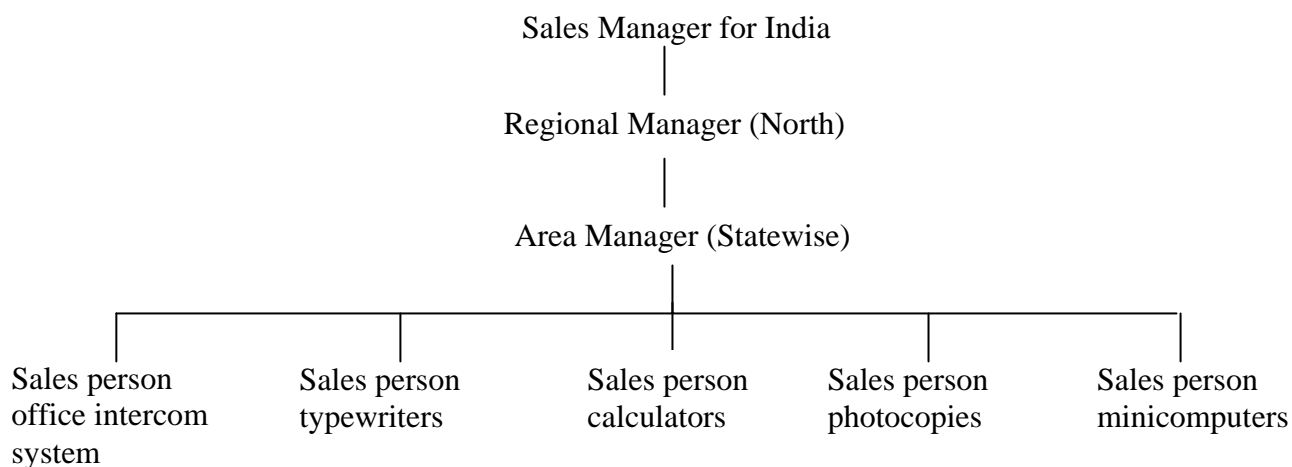 Sales Manager for India
Regional Manager (North)
Area Manager (Statewise)
Sales person
office intercom
system
Sales person
typewriters
Sales person
calculators
Sales person
photocopies
Sales person
minicomputers